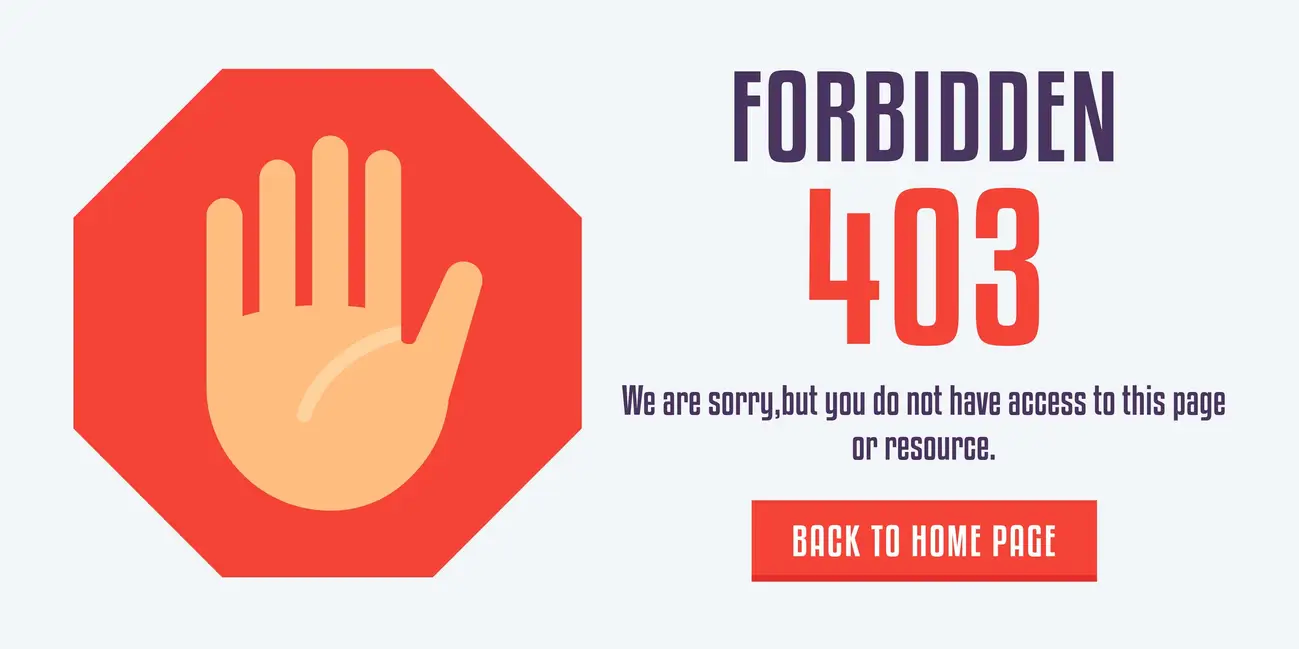 FORBIDDEN
403
We are sorry,but you do not have access to this page
or resource.
BACK TO HOME PAGE